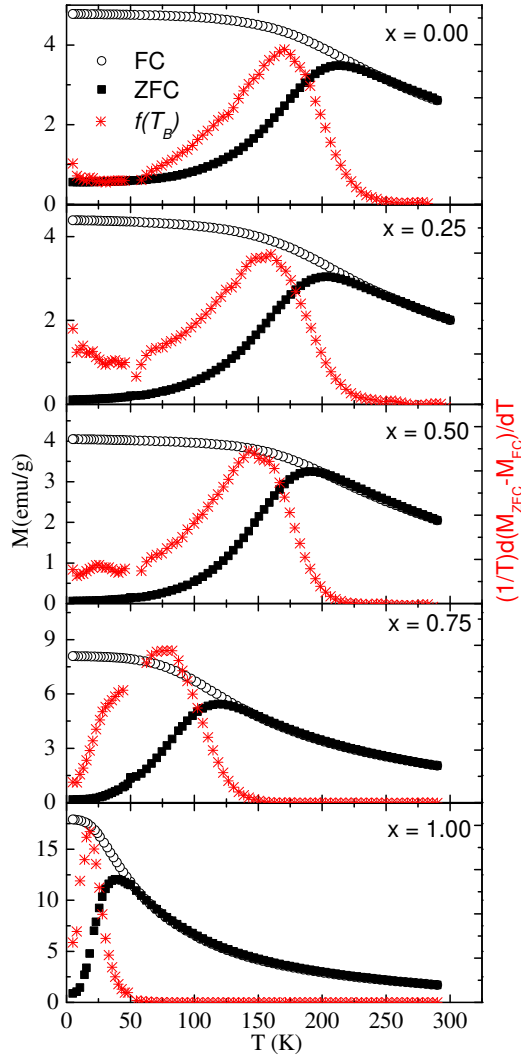 x = 0.00
FC
ZFC
f(T_B)
4
2
0
x = 0.25
4
2
0
x = 0.50
4
3
2
1
0
x = 0.75
9
6
3
0
x = 1.00
15
10
5
0
0 50 100 150 200 250 300
T (K)
M(emu/g)
(1/T)d(M_ZFC-M_FC)/dT